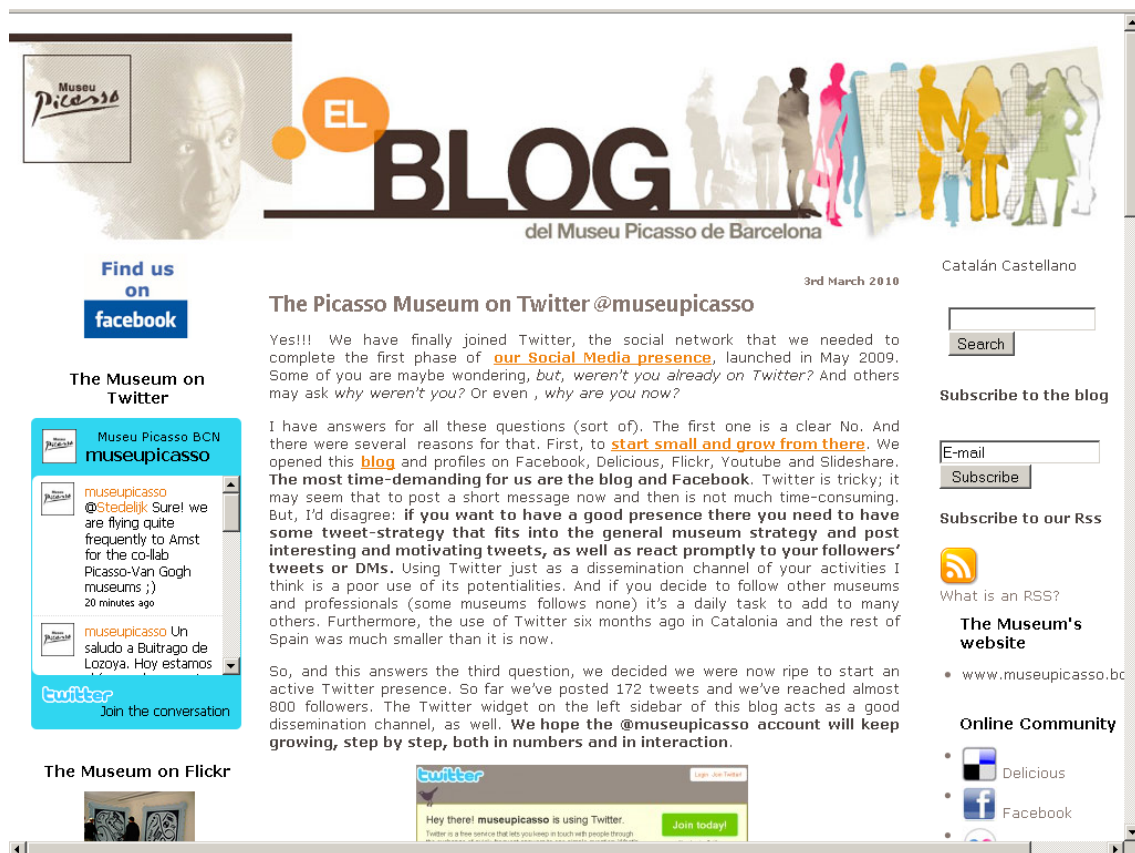 Museu
Picasso
EL
BLOG
del Museu Picasso de Barcelona
Find us
on
facebook
The Museum on
Twitter
Museu Picasso BCN
museupicasso
museupicasso
@Stedelijk Sure! we
are flying quite
frequently to Amst
for the co-llab
Picasso-Van Gogh
museums ;)
20 minutes ago
museupicasso Un
saludo a Buitrago de
Lozoya. Hoy estamos
twitter
Join the conversation
The Museum on Flickr
3rd March 2010
The Picasso Museum on Twitter @museupicasso
Yes!!! We have finally joined Twitter, the social network that we needed to
complete the first phase of our Social Media presence, launched in May 2009.
Some of you are maybe wondering, but, weren't you already on Twitter? And others
may ask why weren't you? Or even , why are you now?
I have answers for all these questions (sort of). The first one is a clear No. And
there were several reasons for that. First, to start small and grow from there. We
opened this blog and profiles on Facebook, Delicious, Flickr, Youtube and Slideshare.
The most time-demanding for us are the blog and Facebook. Twitter is tricky; it
may seem that to post a short message now and then is not much time-consuming.
But, I'd disagree: if you want to have a good presence there you need to have
some tweet-strategy that fits into the general museum strategy and post
interesting and motivating tweets, as well as react promptly to your followers'
tweets or DMs. Using Twitter just as a dissemination channel of your activities I
think is a poor use of its potentialities. And if you decide to follow other museums
and professionals (some museums follows none) it's a daily task to add to many
others. Furthermore, the use of Twitter six months ago in Catalonia and the rest of
Spain was much smaller than it is now.
So, and this answers the third question, we decided we were now ripe to start an
active Twitter presence. So far we've posted 172 tweets and we've reached almost
800 followers. The Twitter widget on the left sidebar of this blog acts as a good
dissemination channel, as well. We hope the @museupicasso account will keep
growing, step by step, both in numbers and in interaction.
twitter
Login Join Twitter!
Hey there! museupicasso is using Twitter.
Twitter is a free service that lets you keep in touch with people through
Join today!
Catalán Castellano
Search
Subscribe to the blog
E-mail
Subscribe
Subscribe to our Rss
What is an RSS?
The Museum's
website
www.museupicasso.bc
Online Community
Delicious
Facebook